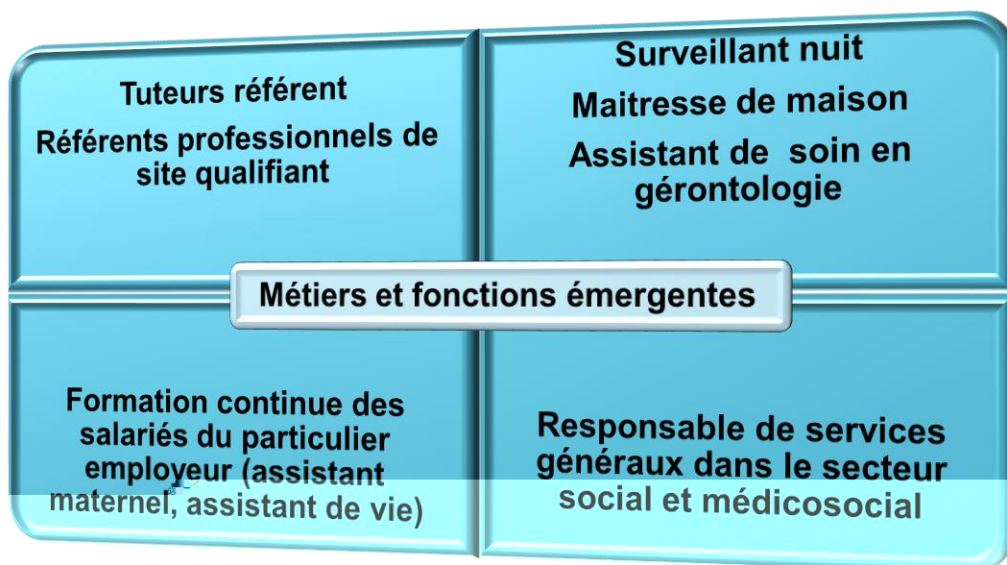 Tuteurs référent
Référents professionnels de
site qualifiant
Surveillant nuit
Maitresse de maison
Assistant de soin en
gérontologie
Métiers et fonctions émergentes
Formation continue des
salariés du particulier
employeur (assistant
maternel, assistant de vie)
Responsable de services
généraux dans le secteur
social et médicosocial